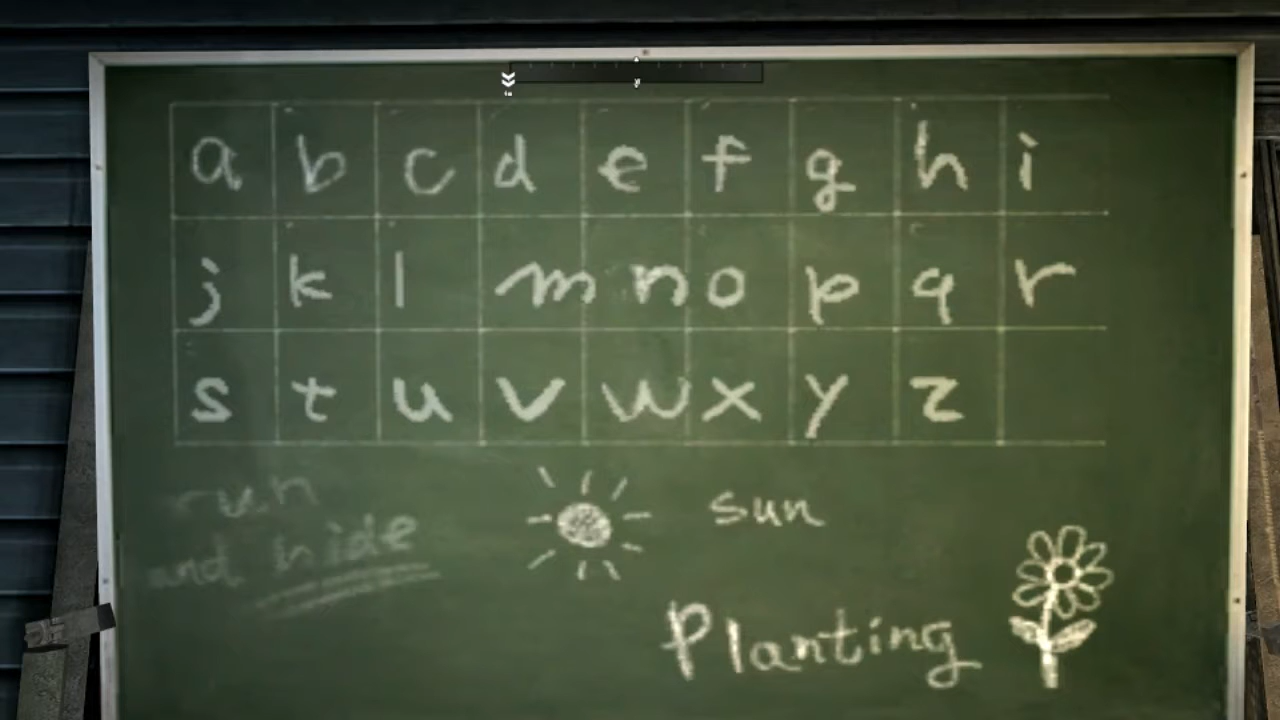 a b c d e f g h i
j k l m n o p q r
s t u v w x y z
run
and hide
sun
Planting